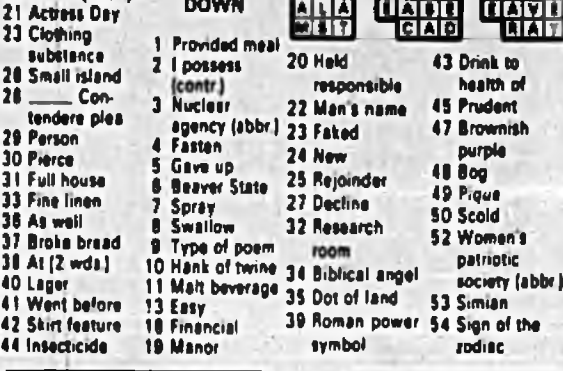 21 Actress Day
23 Clothing
substance
26 Small island
28 ____ Con-
tendere plea
29 Person
30 Pierce
31 Full house
33 Fine linen
36 As well
37 Broke bread
38 At (2 wds.)
40 Lager
41 Went before
42 Skirt feature
44 Insecticide
DOWN
1 Provided meal
2 I possess
(contr.)
3 Nuclear
agency (abbr.)
4 Fasten
5 Gave up
6 Beaver State
7 Spray
8 Swallow
9 Type of poem
10 Hank of twine
11 Malt beverage
13 Easy
18 Financial
19 Manor
A L A
E A B E
C A D
E A V E
R A Y
20 Held
responsible
22 Man's name
23 Faked
24 New
25 Rejoinder
27 Decline
32 Research
room
34 Biblical angel
35 Dot of land
39 Roman power
symbol
43 Drink to
health of
45 Prudent
47 Brownish
purple
48 Bog
49 Pique
50 Scold
52 Women's
patriotic
society (abbr.)
53 Simian
54 Sign of the
zodiac